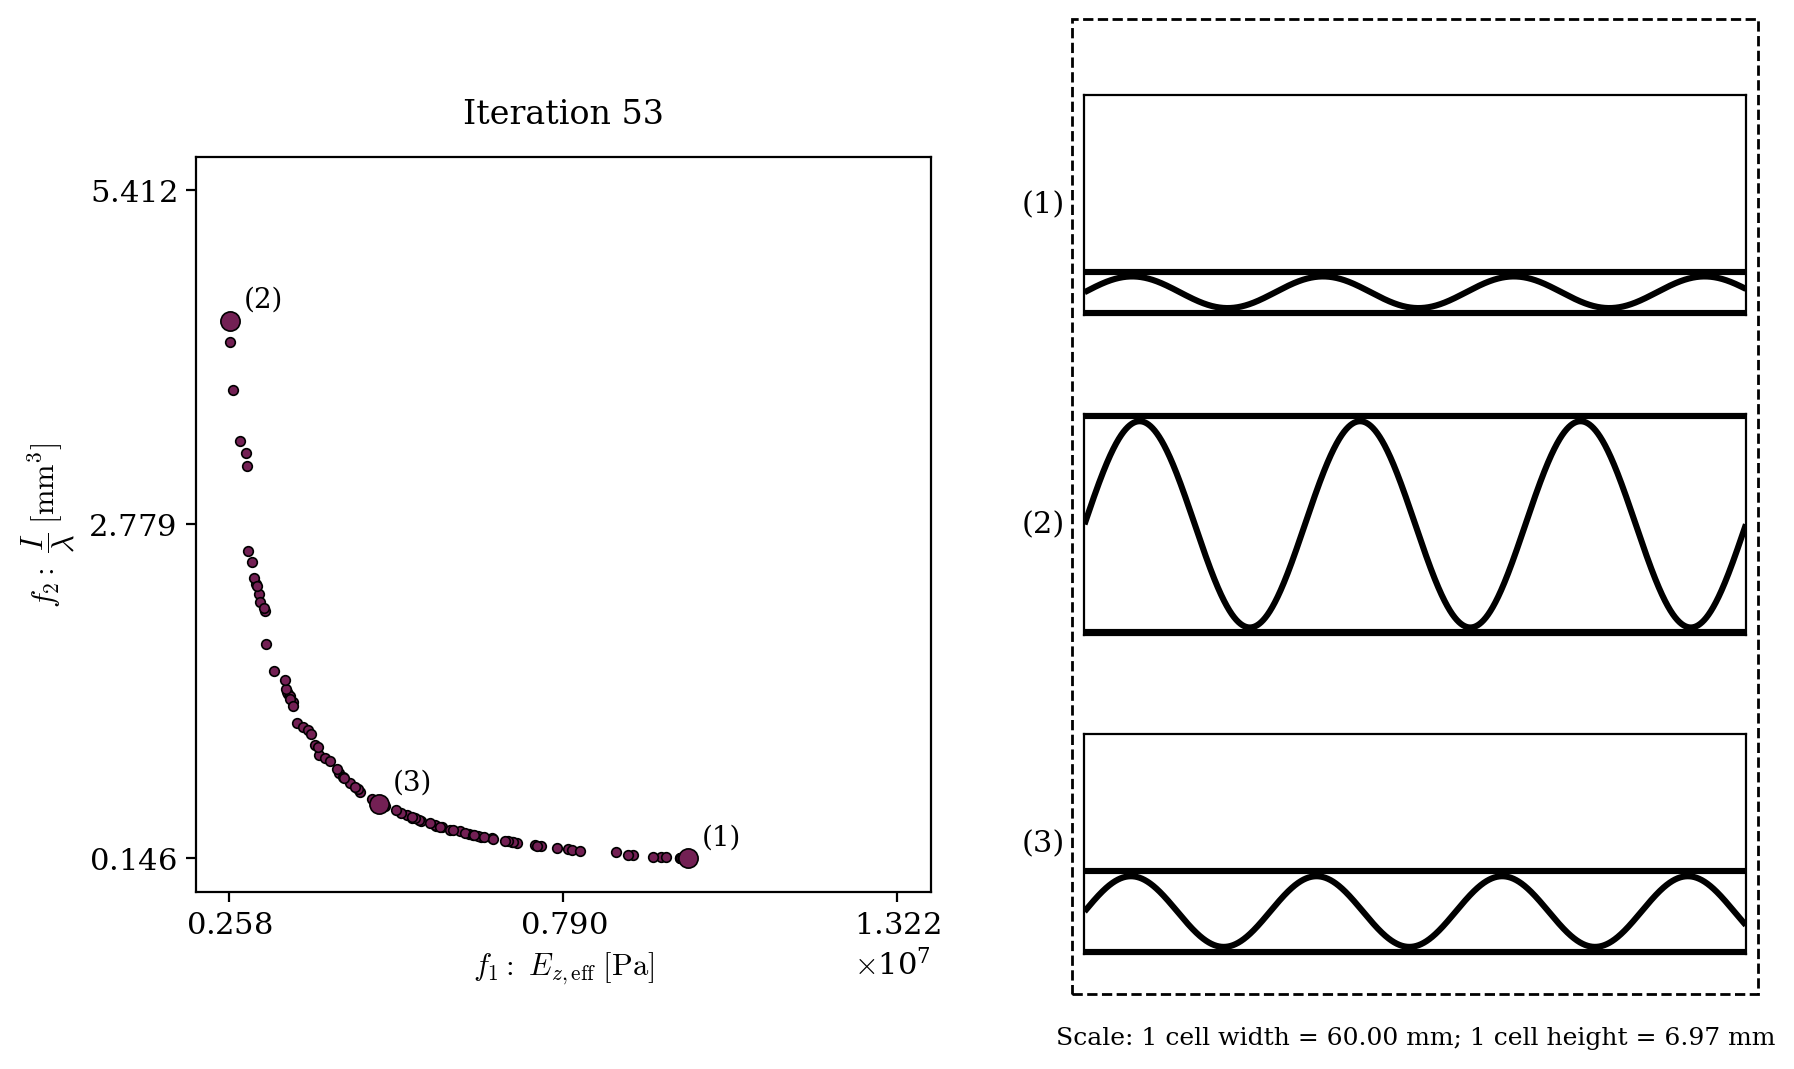 Iteration 53
5.412
2.779
0.146
f₂ : I/λ [mm³]
(2)
(3)
(1)
0.258 0.790 1.322
×10⁷
f₁ : E_z,eff [Pa]
(1)
(2)
(3)
Scale: 1 cell width = 60.00 mm; 1 cell height = 6.97 mm